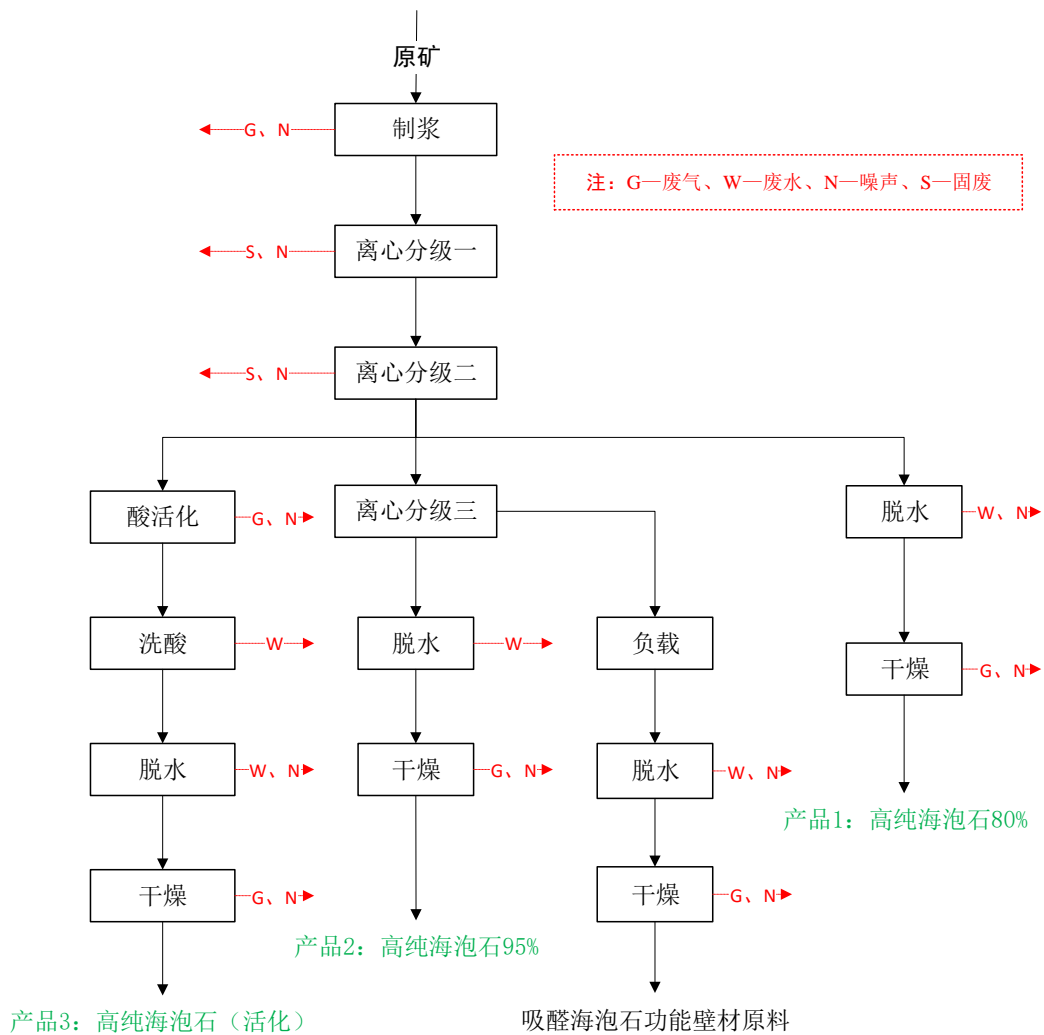 原矿
制浆
G、N
注：G—废气、W—废水、N—噪声、S—固废
离心分级一
S、N
离心分级二
S、N
酸活化
G、N
离心分级三
脱水
W、N
洗酸
W
脱水
W
负载
干燥
G、N
脱水
W、N
干燥
G、N
脱水
W、N
产品1：高纯海泡石80%
干燥
G、N
干燥
G、N
产品2：高纯海泡石95%
产品3：高纯海泡石（活化）
吸醛海泡石功能壁材原料